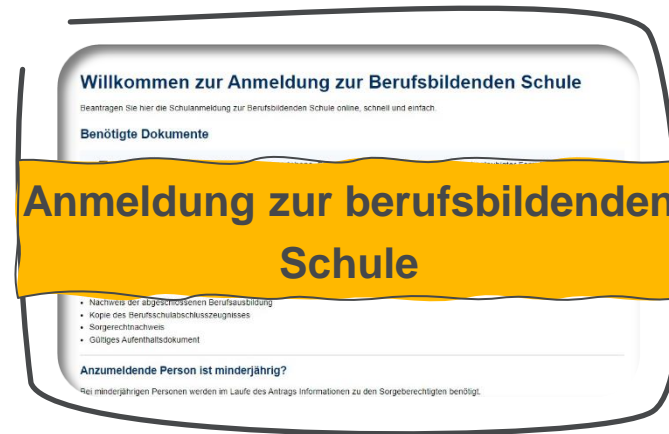 Willkommen zur Anmeldung zur Berufsbildenden Schule
Beantragen Sie hier die Schulanmeldung zur Berufsbildenden Schule online, schnell und einfach.
Benötigte Dokumente
Anmeldung zur berufsbildenden
Schule
• Nachweis der abgeschlossenen Berufsausbildung
• Kopie des Berufsschulabschlusszeugnisses
• Sorgerechtnachweis
• Gültiges Aufenthaltsdokument
Anzumeldende Person ist minderjährig?
Bei minderjährigen Personen werden im Laufe des Antrags Informationen zu den Sorgeberechtigten benötigt.